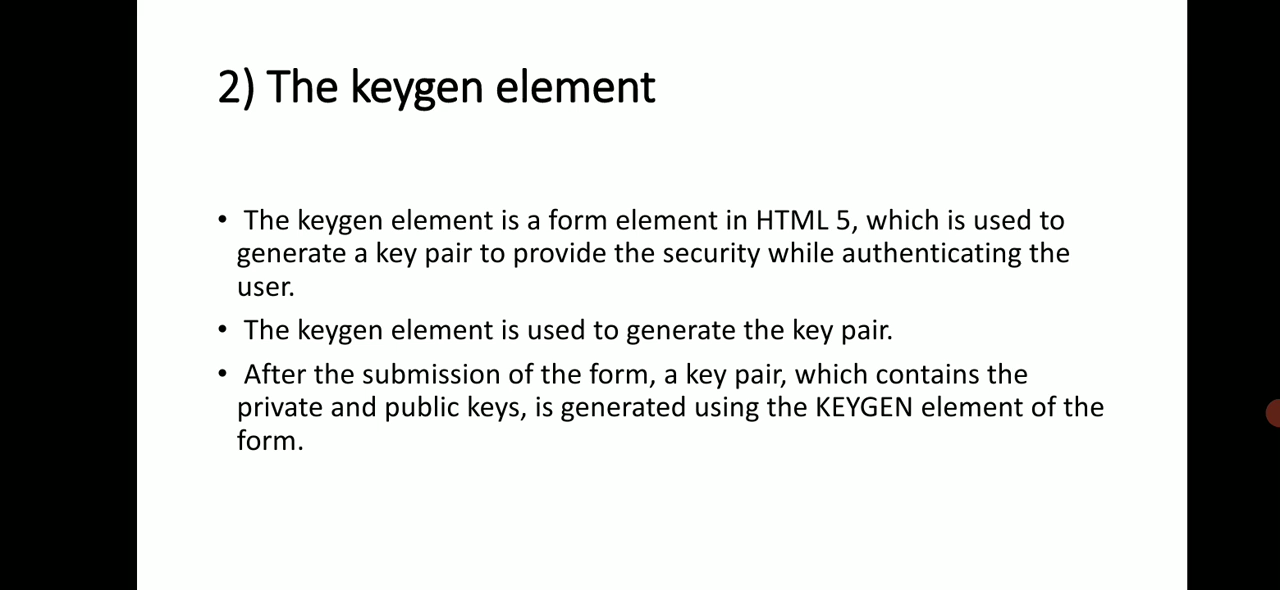 2) The keygen element
• The keygen element is a form element in HTML 5, which is used to
generate a key pair to provide the security while authenticating the
user.
• The keygen element is used to generate the key pair.
• After the submission of the form, a key pair, which contains the
private and public keys, is generated using the KEYGEN element of the
form.